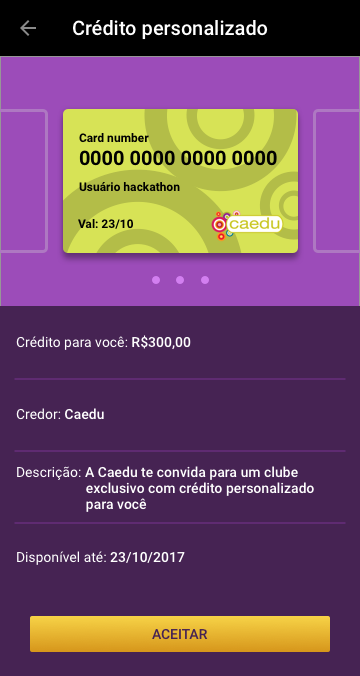 Crédito personalizado
Card number
0000 0000 0000 0000
Usuário hackathon
Val: 23/10
caedu
Crédito para você: R$300,00
Credor: Caedu
Descrição: A Caedu te convida para um clube
exclusivo com crédito personalizado
para você
Disponível até: 23/10/2017
ACEITAR